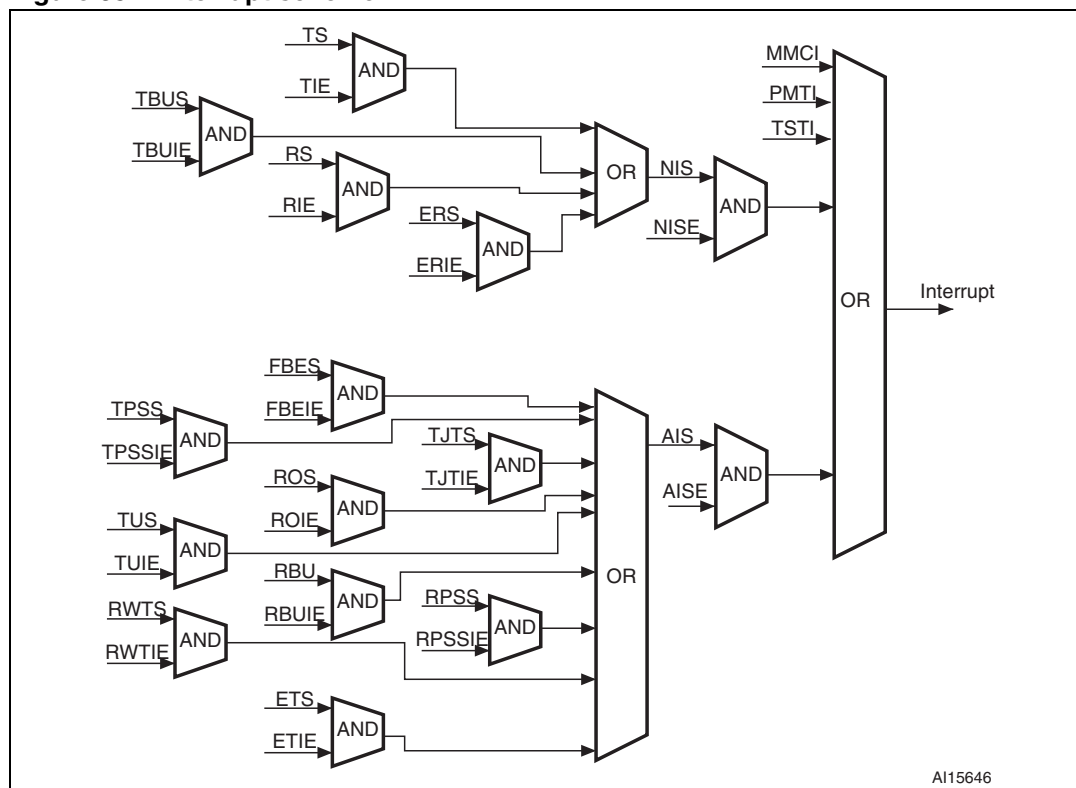 TS
AND
TIE
TBUS
AND
TBUIE
RS
AND
RIE
ERS
AND
ERIE
OR
NIS
AND
NISE
MMCI
PMTI
TSTI
OR
Interrupt
FBES
AND
FBEIE
TPSS
AND
TPSSIE
TJTS
AND
TJTIE
ROS
AND
ROIE
TUS
AND
TUIE
RBU
AND
RBUIE
RPSS
AND
RPSSIE
RWTS
AND
RWTIE
ETS
AND
ETIE
OR
AIS
AND
AISE
AI15646